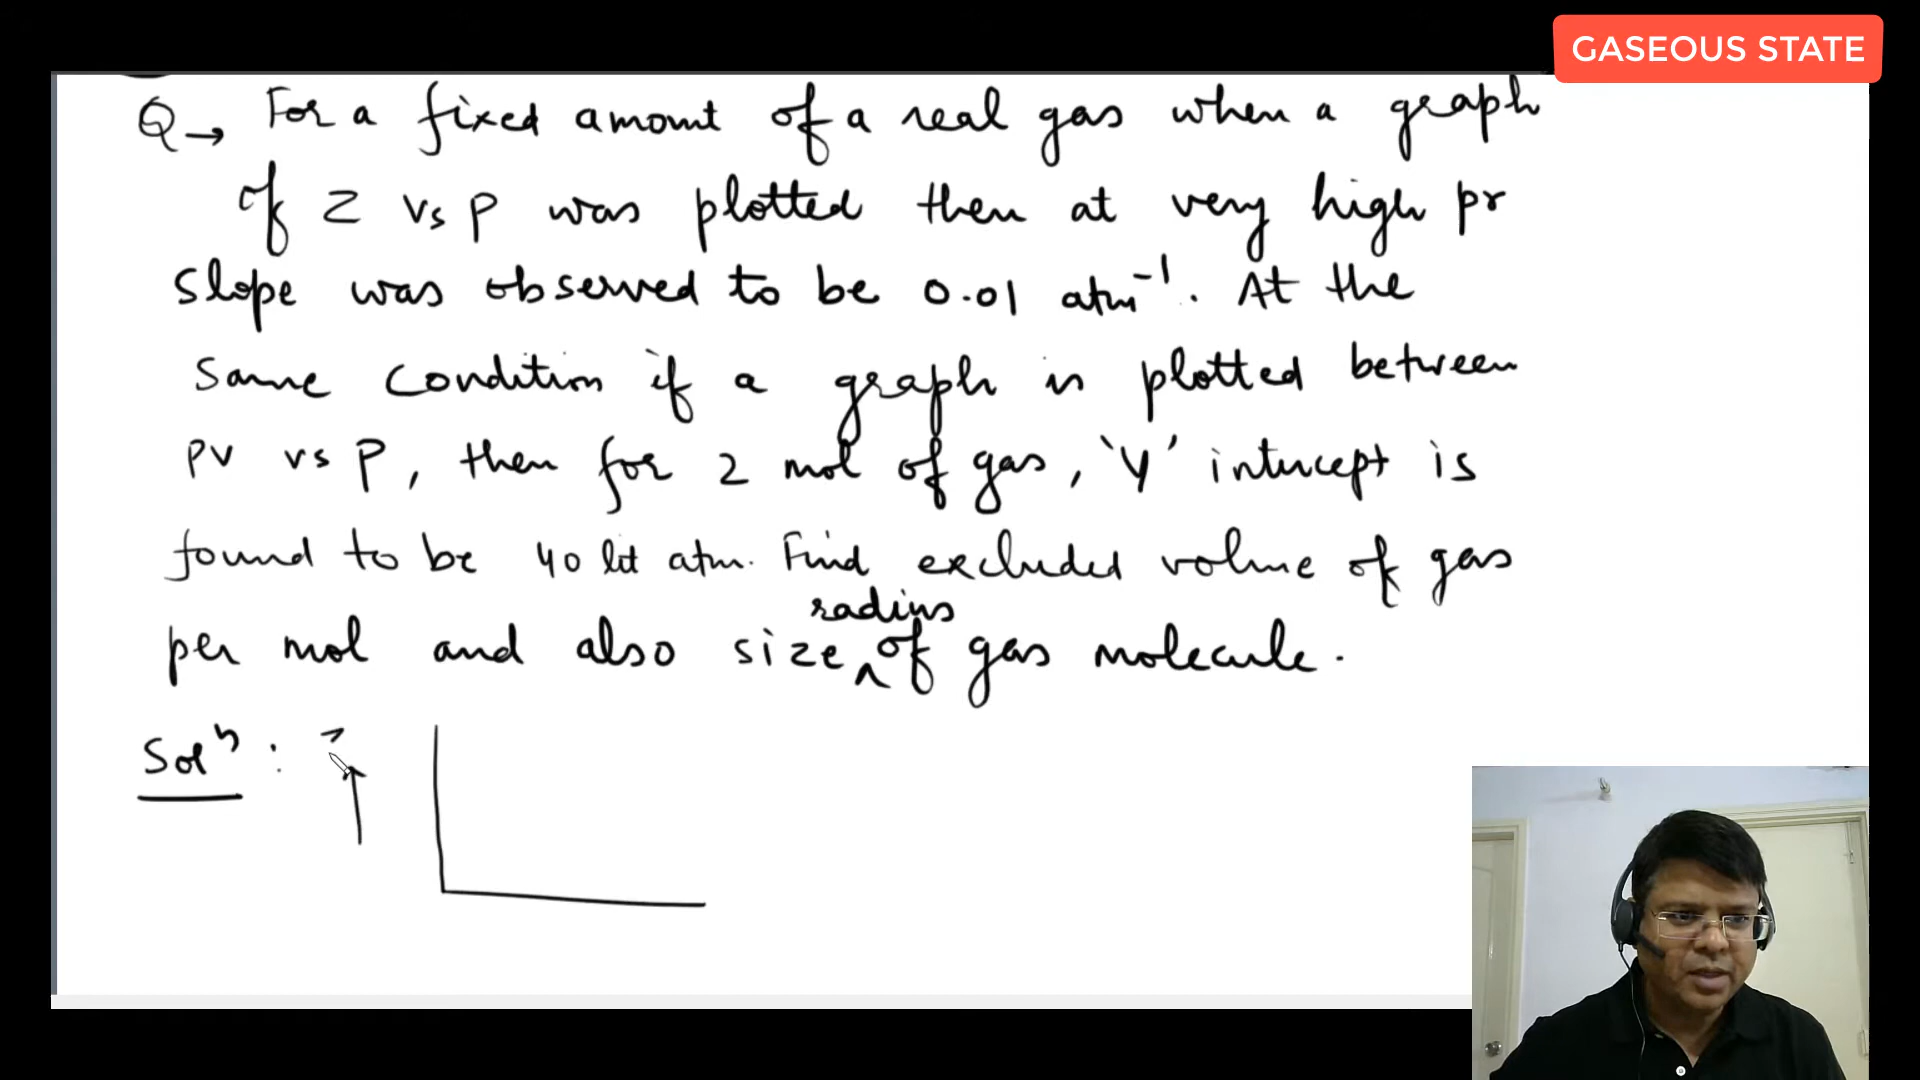 GASEOUS STATE
Q → For a fixed amount of a real gas when a graph
of Z vs P was plotted then at very high pr
slope was observed to be 0.01 atm⁻¹. At the
same condition if a graph is plotted between
PV vs P, then for 2 mol of gas, 'Y' intercept is
found to be 40 lit atm. Find excluded volume of gas
radius
per mol and also size ^ of gas molecule.
Solⁿ :